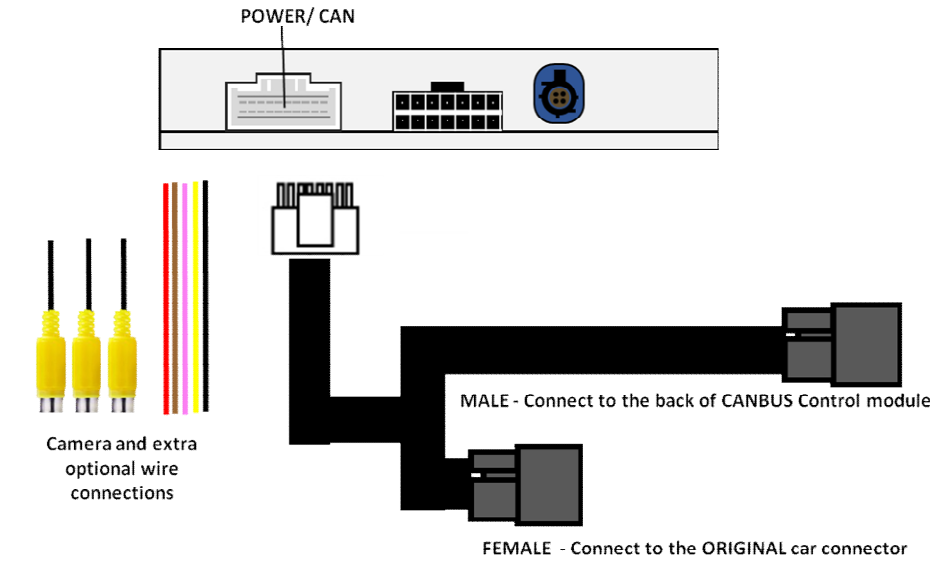 POWER/ CAN
MALE - Connect to the back of CANBUS Control module
Camera and extra
optional wire
connections
FEMALE - Connect to the ORIGINAL car connector